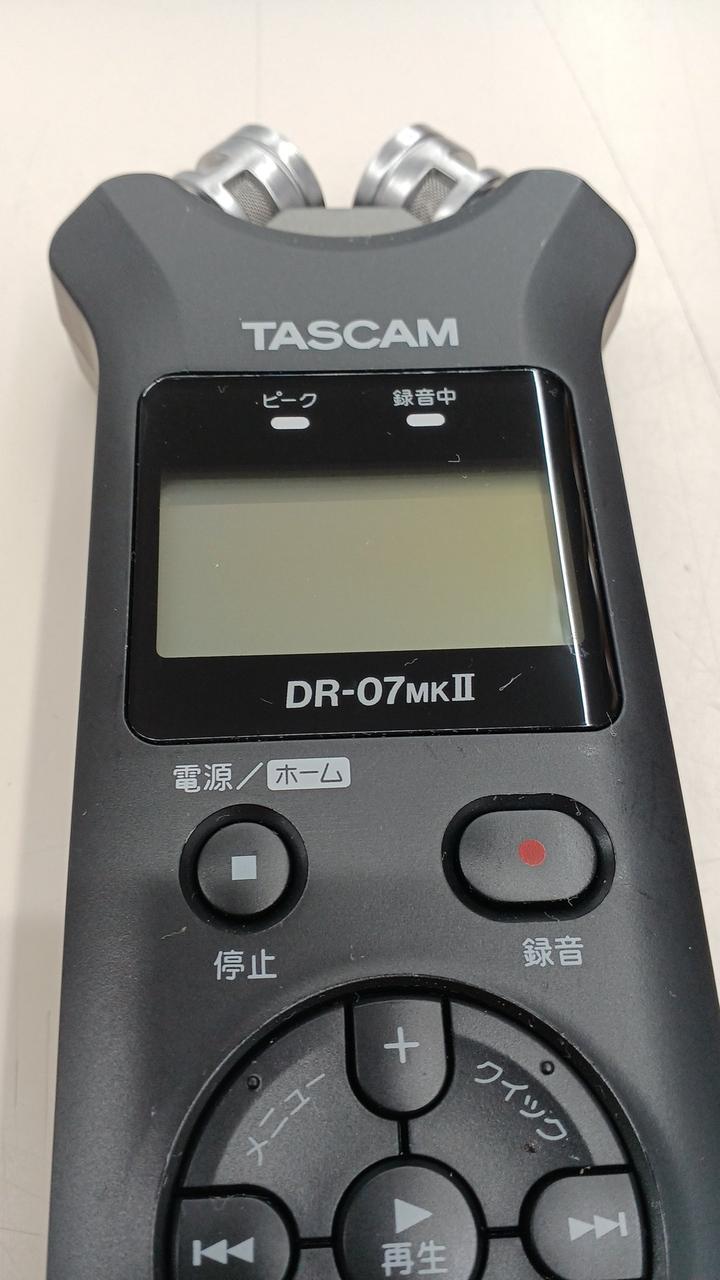 TASCAM
ピーク 録音中
DR-07MKII
電源/ホーム
停止 録音
+
メニュー クイック
再生